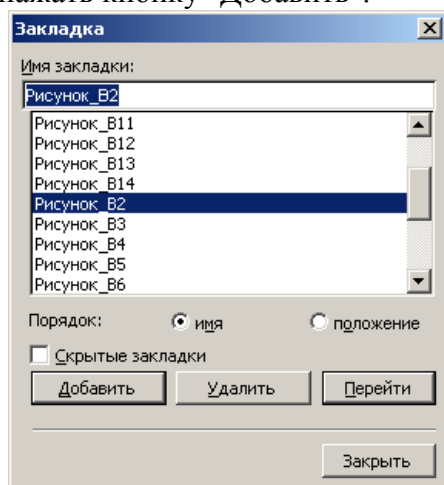 нажать кнопку "Добавить".
Закладка
Имя закладки:
Рисунок_В2
Рисунок_В11
Рисунок_В12
Рисунок_В13
Рисунок_В14
Рисунок_В2
Рисунок_В3
Рисунок_В4
Рисунок_В5
Рисунок_В6
Порядок: имя положение
Скрытые закладки
Добавить Удалить Перейти
Закрыть